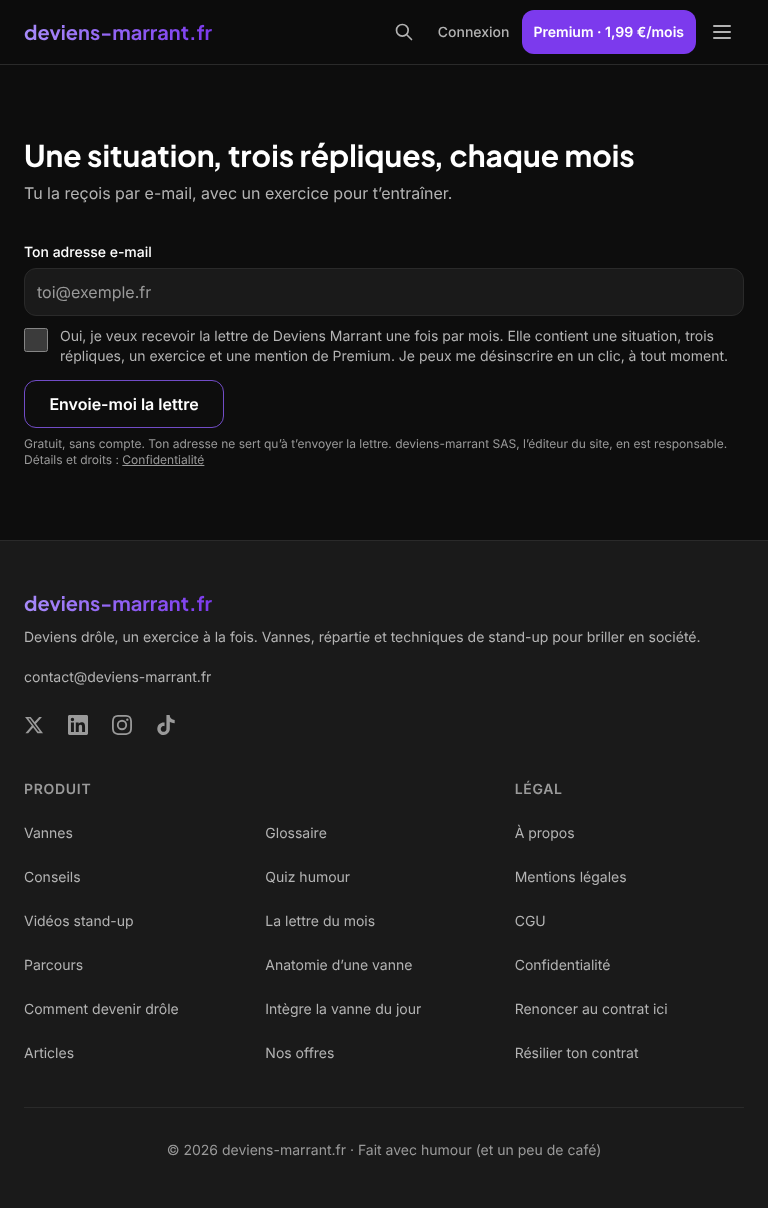 deviens-marrant.fr
Connexion
Premium · 1,99 €/mois
Une situation, trois répliques, chaque mois
Tu la reçois par e-mail, avec un exercice pour t’entraîner.
Ton adresse e-mail
toi@exemple.fr
Oui, je veux recevoir la lettre de Deviens Marrant une fois par mois. Elle contient une situation, trois
répliques, un exercice et une mention de Premium. Je peux me désinscrire en un clic, à tout moment.
Envoie-moi la lettre
Gratuit, sans compte. Ton adresse ne sert qu’à t’envoyer la lettre. deviens-marrant SAS, l’éditeur du site, en est responsable.
Détails et droits : Confidentialité
deviens-marrant.fr
Deviens drôle, un exercice à la fois. Vannes, répartie et techniques de stand-up pour briller en société.
contact@deviens-marrant.fr
PRODUIT
Vannes
Conseils
Vidéos stand-up
Parcours
Comment devenir drôle
Articles
Glossaire
Quiz humour
La lettre du mois
Anatomie d’une vanne
Intègre la vanne du jour
Nos offres
LÉGAL
À propos
Mentions légales
CGU
Confidentialité
Renoncer au contrat ici
Résilier ton contrat
© 2026 deviens-marrant.fr · Fait avec humour (et un peu de café)